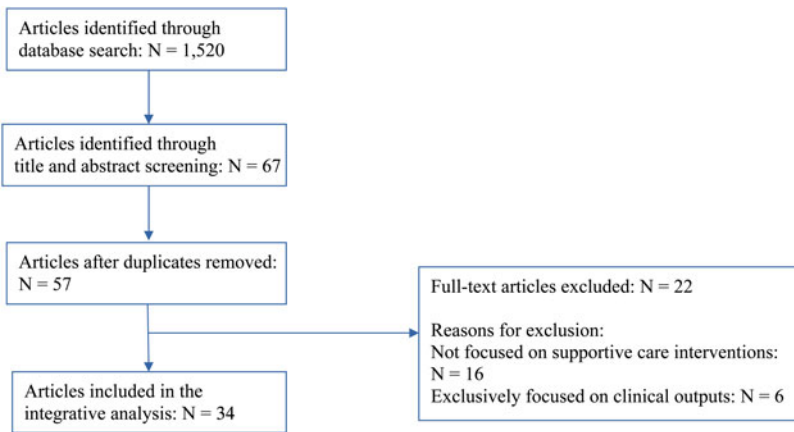 Articles identified through
database search: N = 1,520
Articles identified through
title and abstract screening: N = 67
Articles after duplicates removed:
N = 57
Full-text articles excluded: N = 22
Reasons for exclusion:
Not focused on supportive care interventions:
N = 16
Exclusively focused on clinical outputs: N = 6
Articles included in the
integrative analysis: N = 34